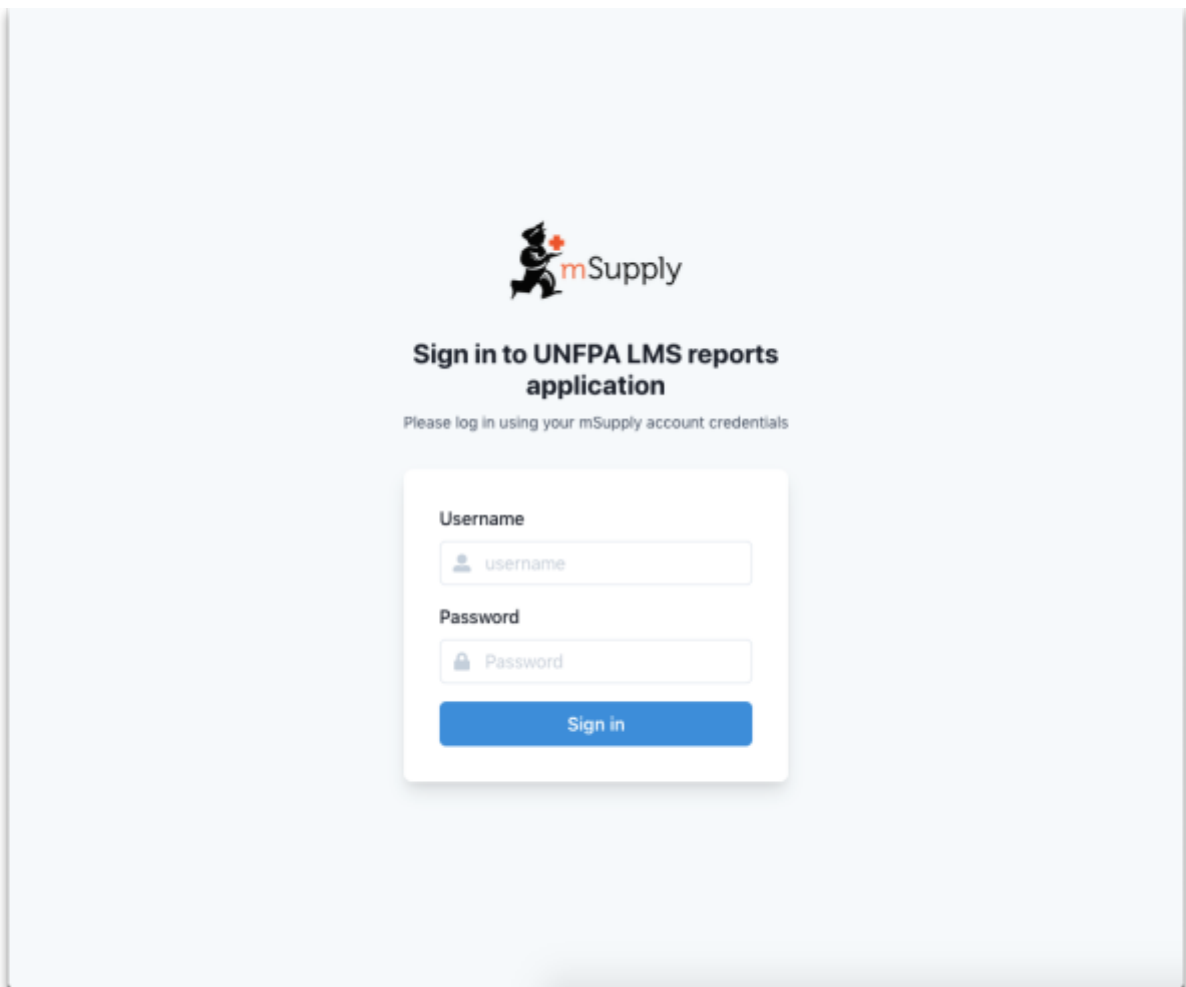 mSupply
Sign in to UNFPA LMS reports
application
Please log in using your mSupply account credentials
Username
username
Password
Password
Sign in